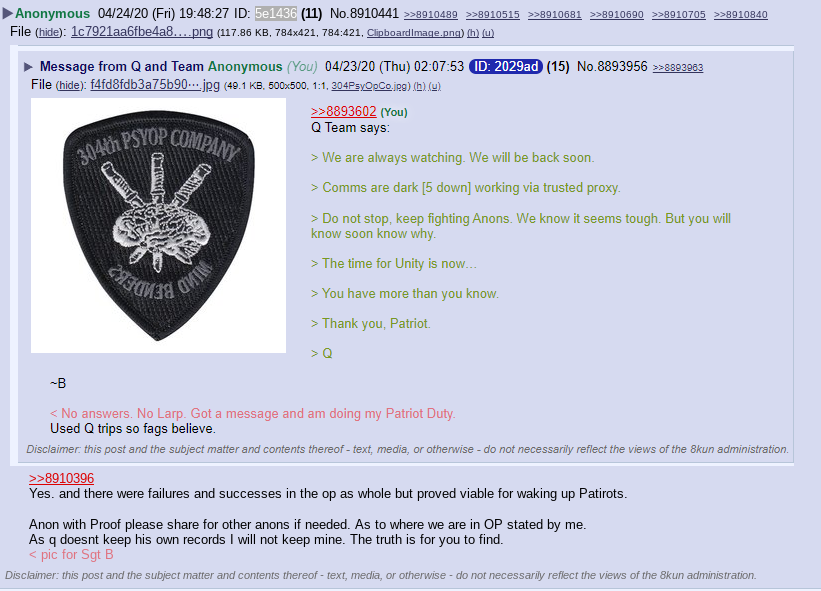 ▶Anonymous 04/24/20 (Fri) 19:48:27 ID: 5e1436 (11) No.8910441 >>8910489 >>8910515 >>8910681 >>8910690 >>8910705 >>8910840
File (hide): 1c7921aa6fbe4a8….png (117.86 KB, 784x421, 784:421, ClipboardImage.png) (h) (u)
▶ Message from Q and Team Anonymous (You) 04/23/20 (Thu) 02:07:53 ID: 2029ad (15) No.8893956 >>8893963
File (hide): f4fd8fdb3a75b90⋯.jpg (49.1 KB, 500x500, 1:1, 304PsyOpCo.jpg) (h) (u)
304th PSYOP COMPANY
MIND BENDERS
>>8893602 (You)
Q Team says:
> We are always watching. We will be back soon.
> Comms are dark [5 down] working via trusted proxy.
> Do not stop, keep fighting Anons. We know it seems tough. But you will
know soon know why.
> The time for Unity is now…
> You have more than you know.
> Thank you, Patriot.
> Q
~B
< No answers. No Larp. Got a message and am doing my Patriot Duty.
Used Q trips so fags believe.
Disclaimer: this post and the subject matter and contents thereof - text, media, or otherwise - do not necessarily reflect the views of the 8kun administration.
>>8910396
Yes. and there were failures and successes in the op as whole but proved viable for waking up Patirots.
Anon with Proof please share for other anons if needed. As to where we are in OP stated by me.
As q doesnt keep his own records I will not keep mine. The truth is for you to find.
< pic for Sgt B
Disclaimer: this post and the subject matter and contents thereof - text, media, or otherwise - do not necessarily reflect the views of the 8kun administration.